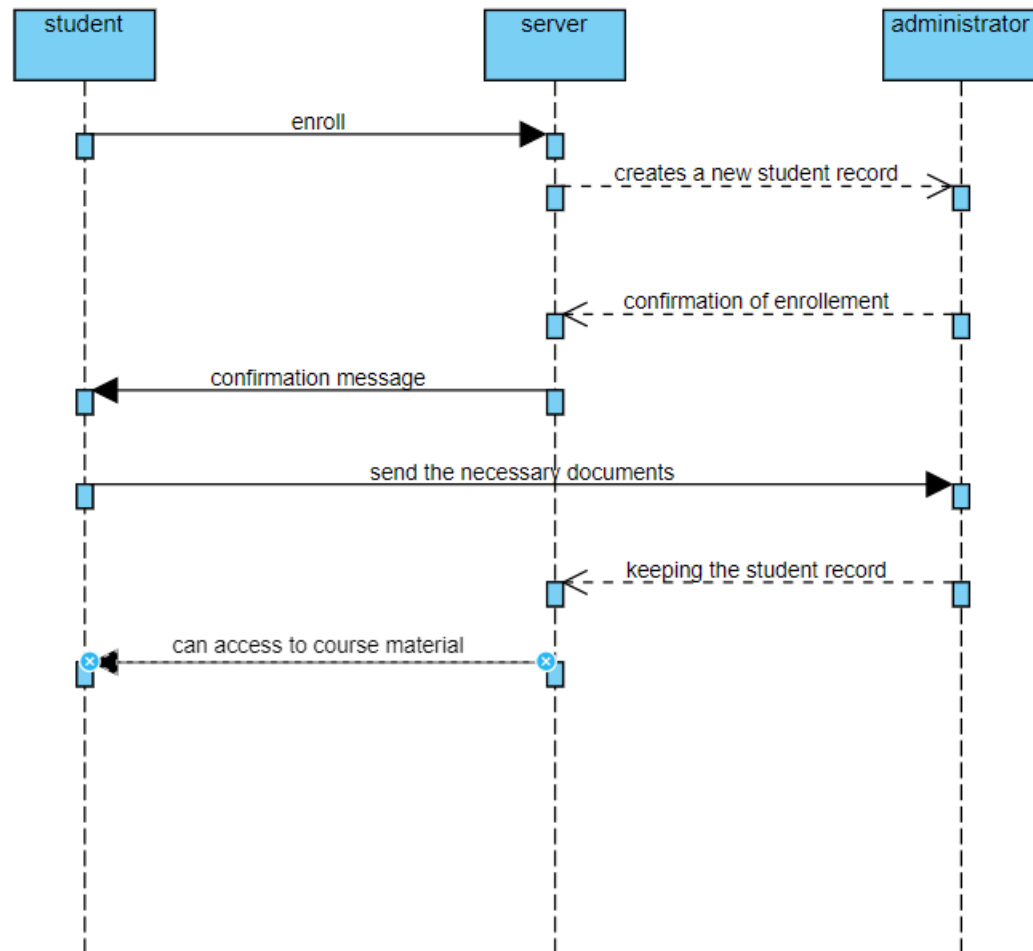 student
server
administrator
enroll
creates a new student record
confirmation of enrollement
confirmation message
send the necessary documents
keeping the student record
can access to course material